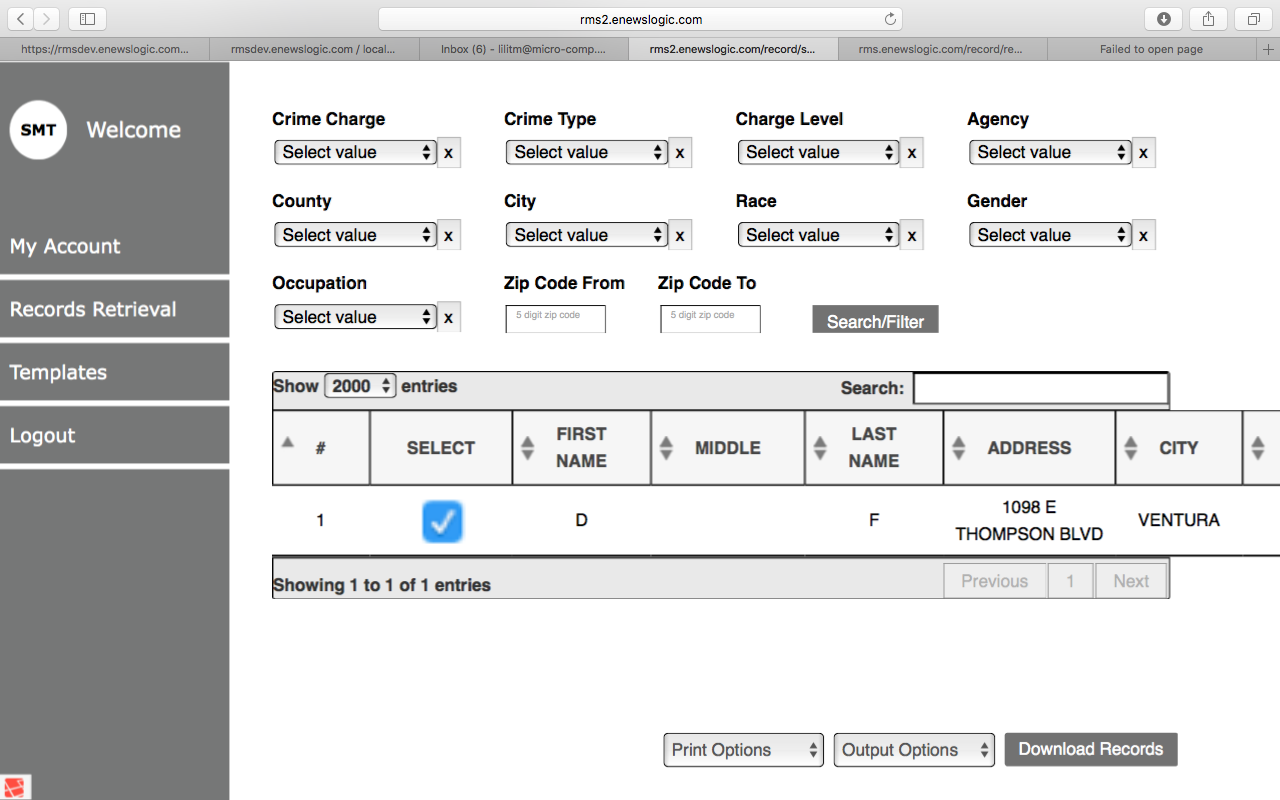 rms2.enewslogic.com
https://rmsdev.enewslogic.com...
rmsdev.enewslogic.com / local...
Inbox (6) - lilitm@micro-comp....
rms2.enewslogic.com/record/s...
rms.enewslogic.com/record/re...
Failed to open page
SMT
Welcome
My Account
Records Retrieval
Templates
Logout
Crime Charge
Crime Type
Charge Level
Agency
Select value x
Select value x
Select value x
Select value x
County
City
Race
Gender
Select value x
Select value x
Select value x
Select value x
Occupation
Zip Code From
Zip Code To
Select value x
5 digit zip code
5 digit zip code
Search/Filter
Show 2000 entries
Search:
#
SELECT
FIRST
NAME
MIDDLE
LAST
NAME
ADDRESS
CITY
1
D
F
1098 E
THOMPSON BLVD
VENTURA
Showing 1 to 1 of 1 entries
Previous
1
Next
Print Options
Output Options
Download Records